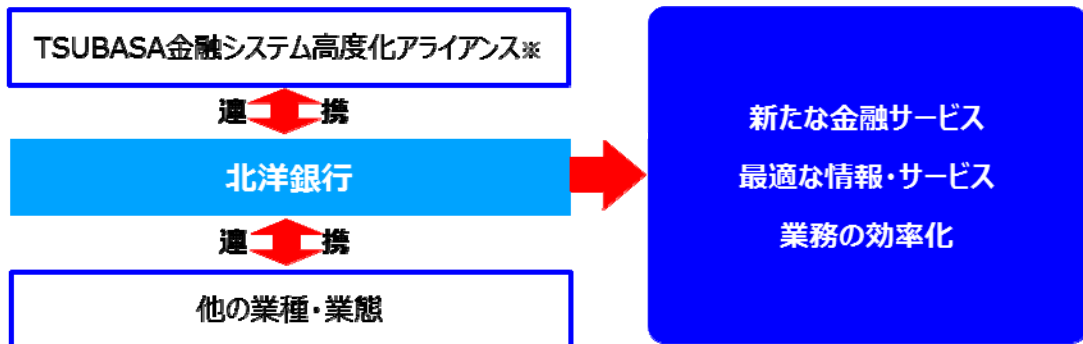 TSUBASA金融システム高度化アライアンス※
連 携
北洋銀行
連 携
他の業種・業態
新たな金融サービス
最適な情報・サービス
業務の効率化